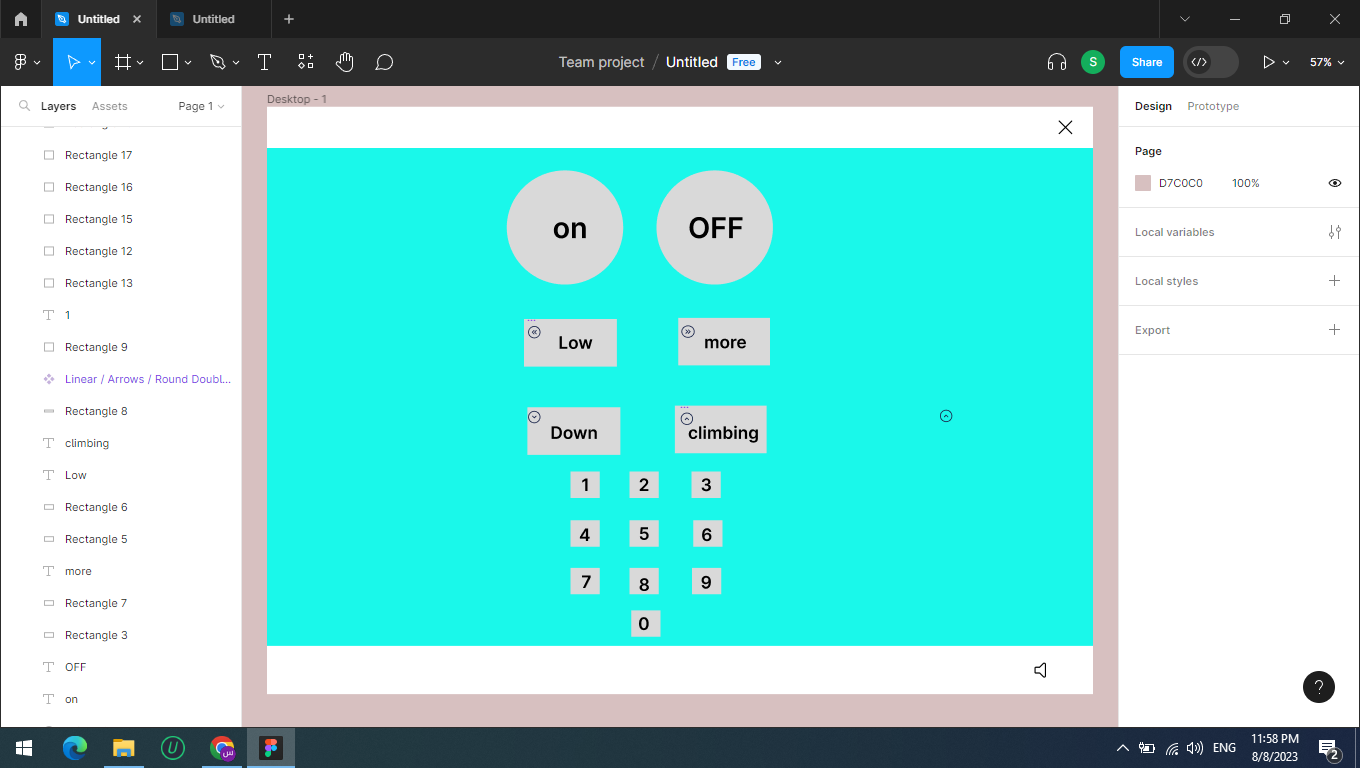 Untitled
Untitled
Team project / Untitled Free
S
Share
57%
Layers Assets Page 1
Rectangle 17
Rectangle 16
Rectangle 15
Rectangle 12
Rectangle 13
1
Rectangle 9
Linear / Arrows / Round Doubl...
Rectangle 8
climbing
Low
Rectangle 6
Rectangle 5
more
Rectangle 7
Rectangle 3
OFF
on
Desktop - 1
on OFF
Low more
Down climbing
1 2 3
4 5 6
7 8 9
0
Design Prototype
Page
D7C0C0 100%
Local variables
Local styles
Export
?
س
ENG
11:58 PM
8/8/2023
2